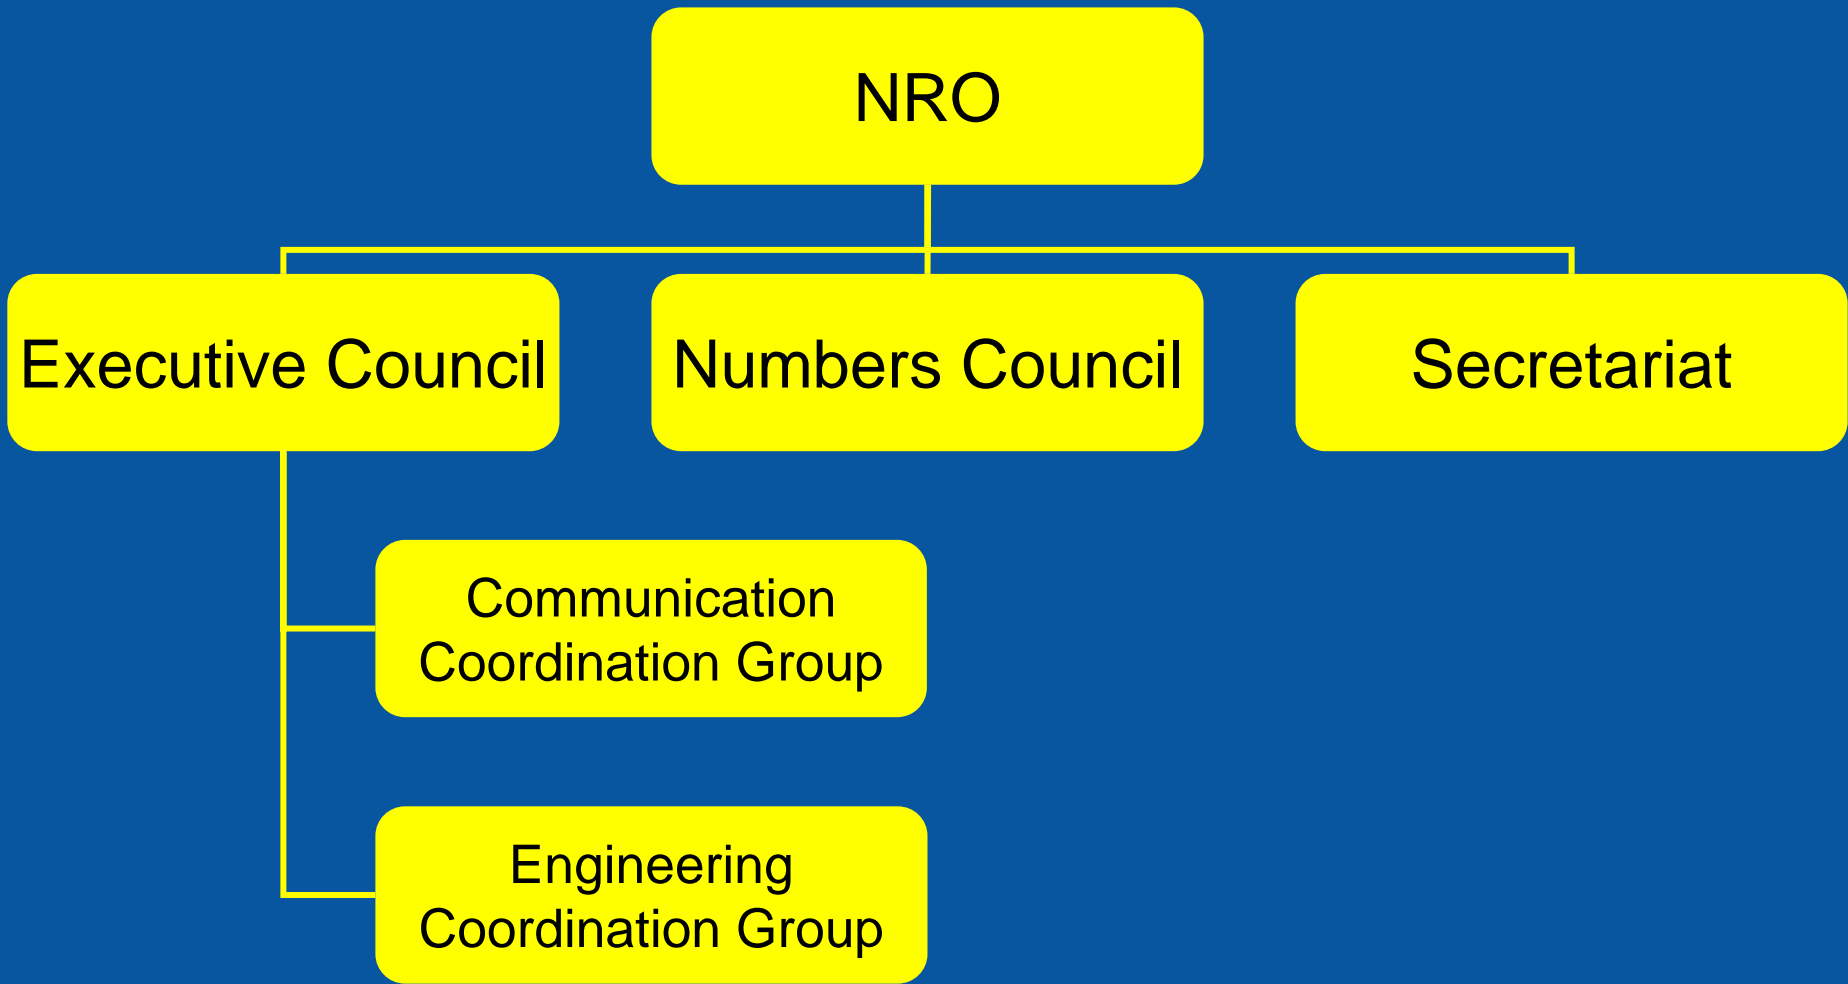 NRO
Executive Council
Numbers Council
Secretariat
Communication
Coordination Group
Engineering
Coordination Group